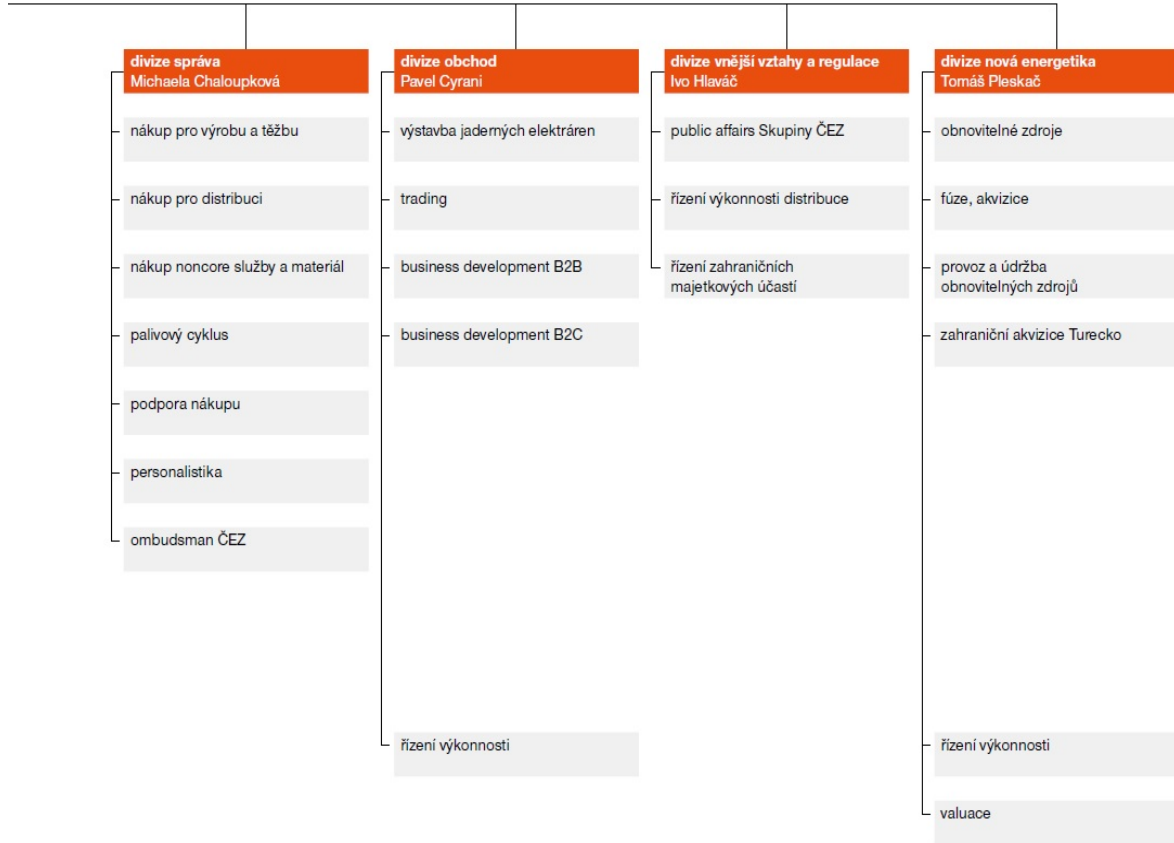 divize správa
Michaela Chaloupková
nákup pro výrobu a těžbu
nákup pro distribuci
nákup noncore služby a materiál
palivový cyklus
podpora nákupu
personalistika
ombudsman ČEZ
divize obchod
Pavel Cyrani
výstavba jaderných elektráren
trading
business development B2B
business development B2C
řízení výkonnosti
divize vnější vztahy a regulace
Ivo Hlaváč
public affairs Skupiny ČEZ
řízení výkonnosti distribuce
řízení zahraničních
majetkových účastí
divize nová energetika
Tomáš Pleskač
obnovitelné zdroje
fúze, akvizice
provoz a údržba
obnovitelných zdrojů
zahraniční akvizice Turecko
řízení výkonnosti
valuace